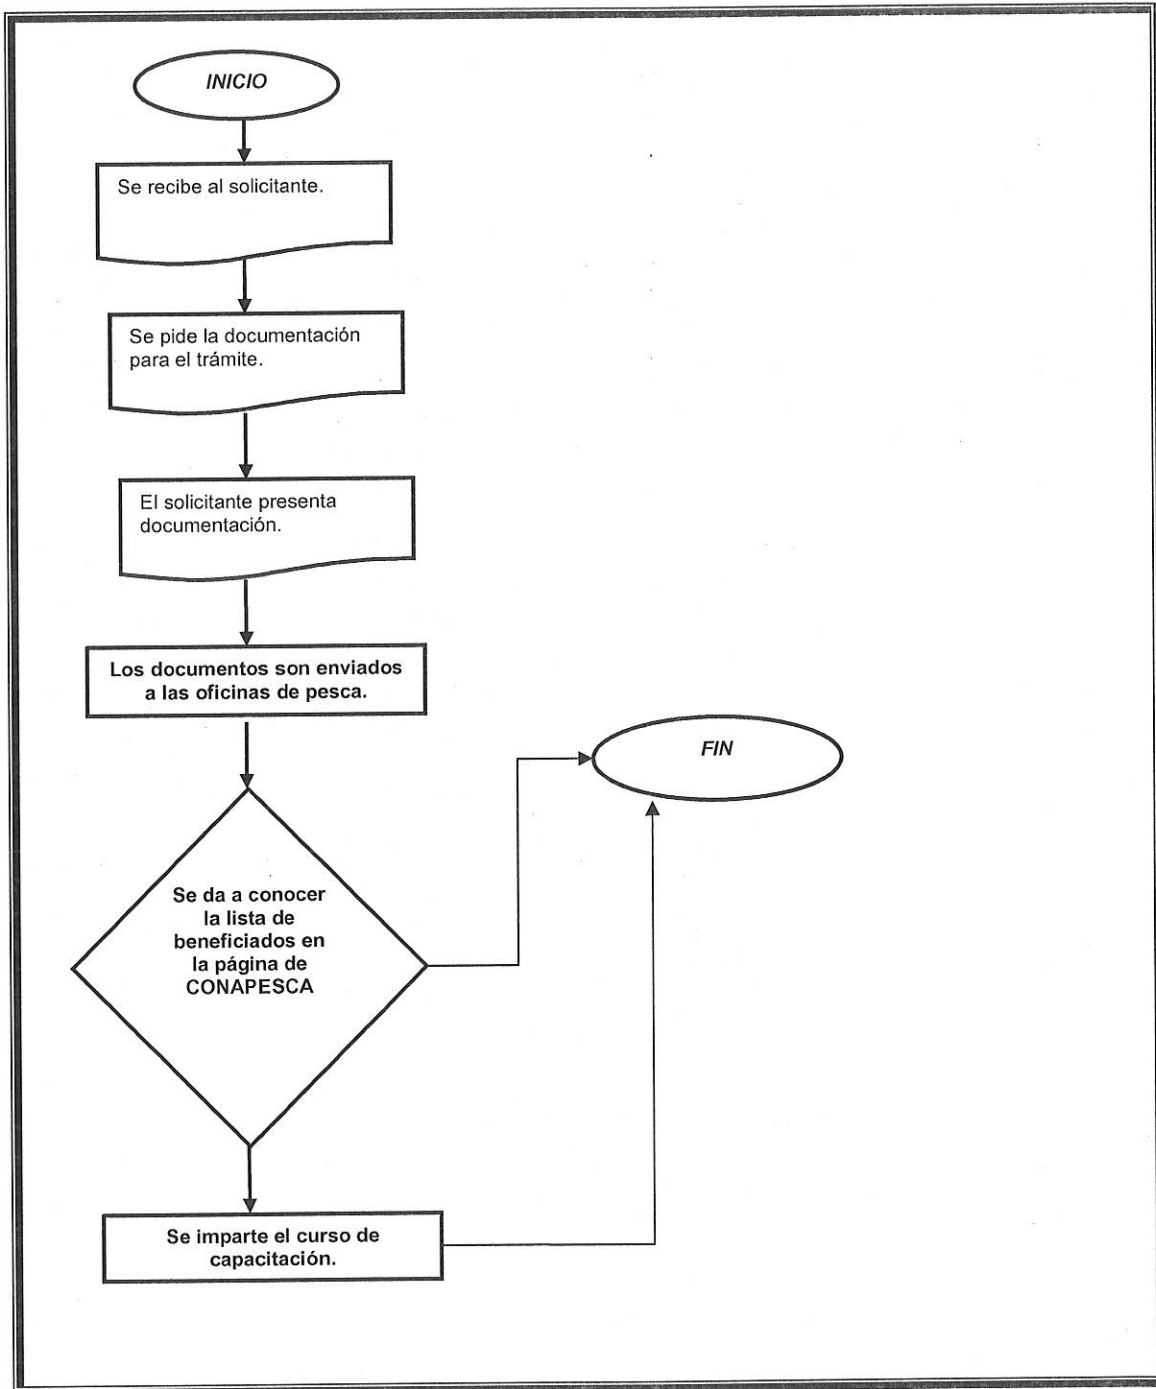 INICIO
Se recibe al solicitante.
Se pide la documentación
para el trámite.
El solicitante presenta
documentación.
Los documentos son enviados
a las oficinas de pesca.
FIN
Se da a conocer
la lista de
beneficiados en
la página de
CONAPESCA
Se imparte el curso de
capacitación.